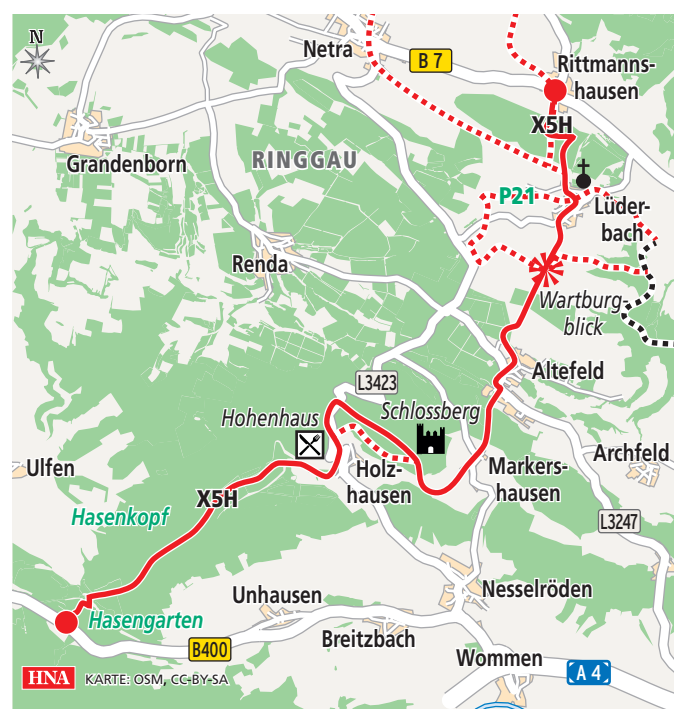 N
Netra
B 7
Rittmanns-
hausen
X5H
Grandenborn
RINGGAU
P21
Lüder-
bach
Renda
Wartburg-
blick
Altefeld
L3423
Hohenhaus
Schlossberg
Ulfen
Holz-
hausen
Markers-
hausen
Archfeld
X5H
Hasenkopf
L3247
Unhausen
Nesselröden
Hasengarten
Breitzbach
B400
Wommen
A 4
HNA KARTE: OSM, CC-BY-SA